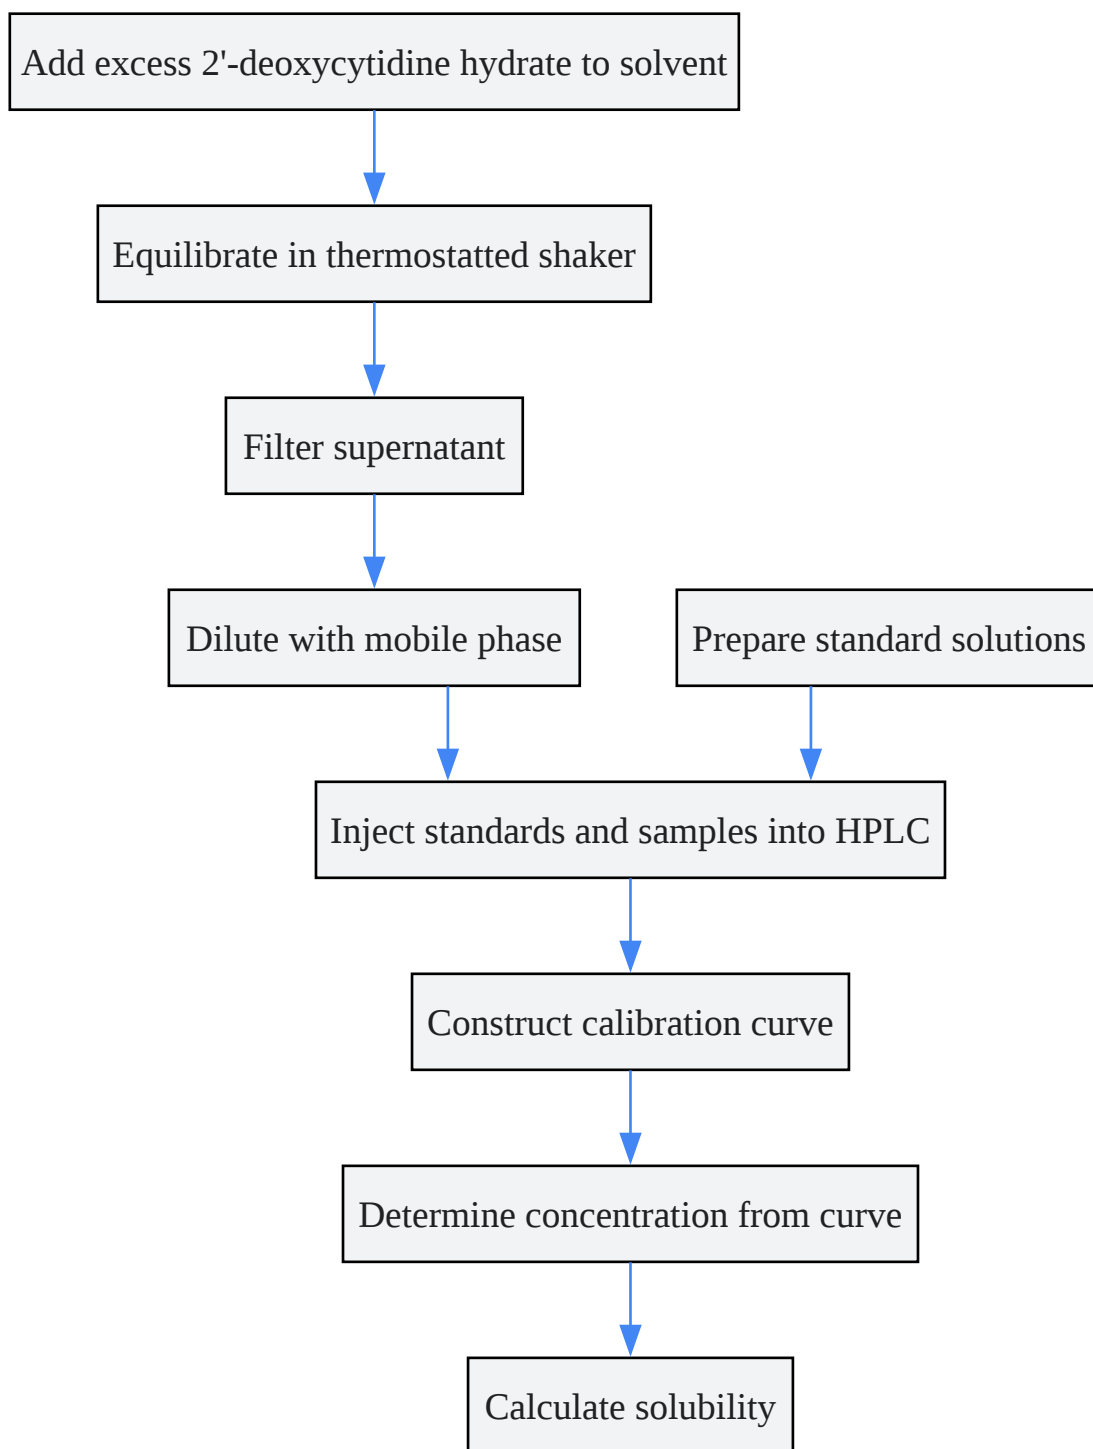 Add excess 2'-deoxycytidine hydrate to solvent
Equilibrate in thermostatted shaker
Filter supernatant
Dilute with mobile phase
Prepare standard solutions
Inject standards and samples into HPLC
Construct calibration curve
Determine concentration from curve
Calculate solubility